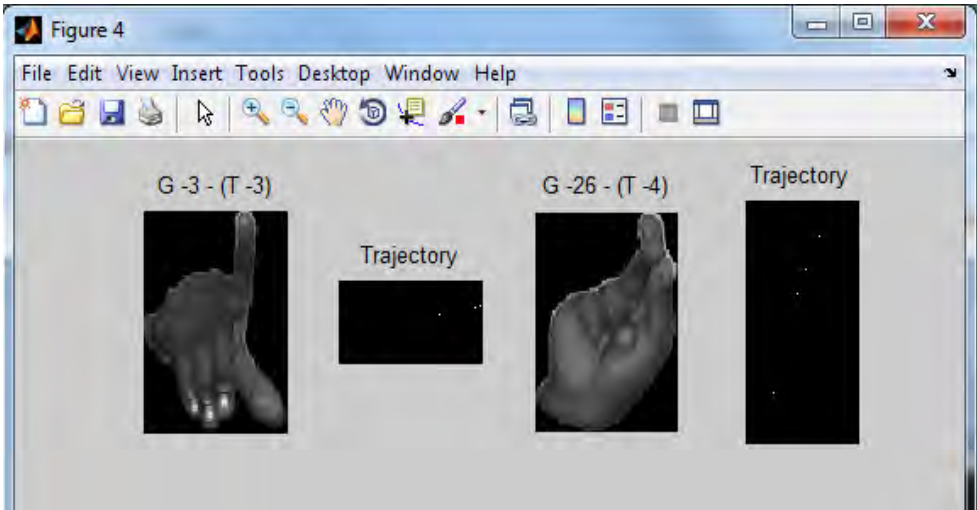 Figure 4
File Edit View Insert Tools Desktop Window Help
G -3 - (T -3)
Trajectory
G -26 - (T -4)
Trajectory